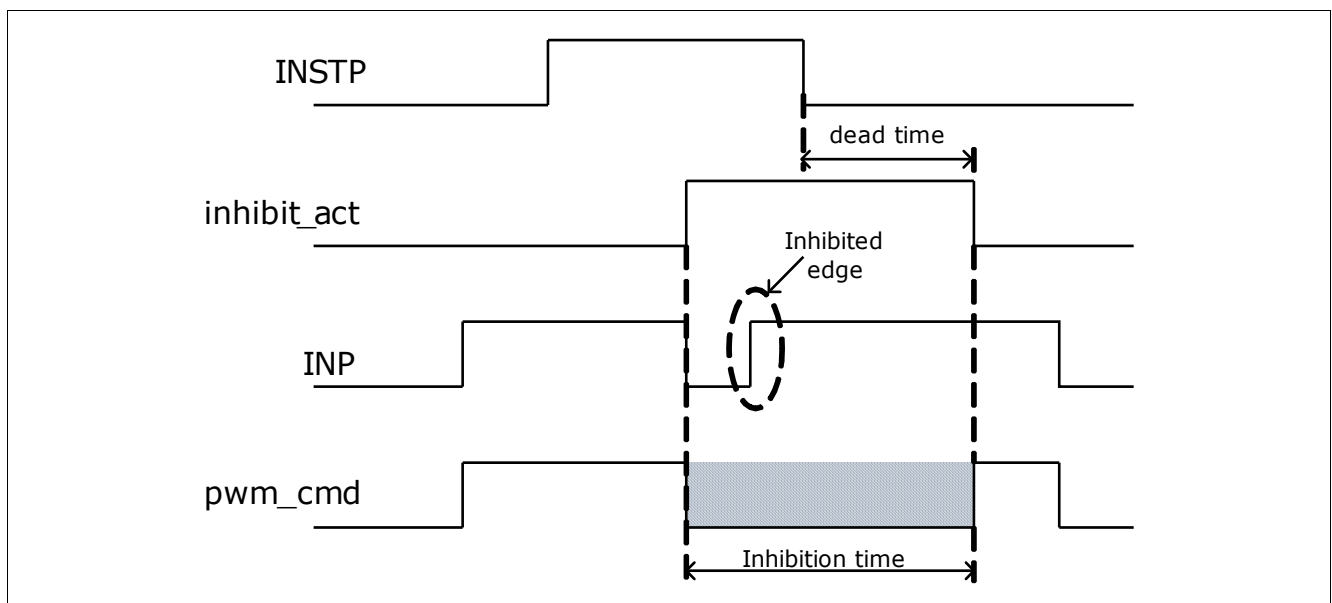 INSTP
dead time
inhibit_act
Inhibited
edge
INP
pwm_cmd
Inhibition time